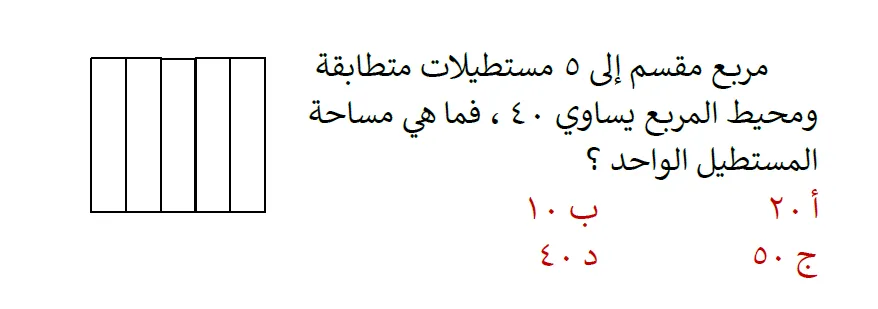 مربع مقسم إلى ٥ مستطيلات متطابقة
ومحيط المربع يساوي ٤٠ ، فما هي مساحة
المستطيل الواحد ؟
أ ٢٠ ب ١٠
ج ٥٠ د ٤٠